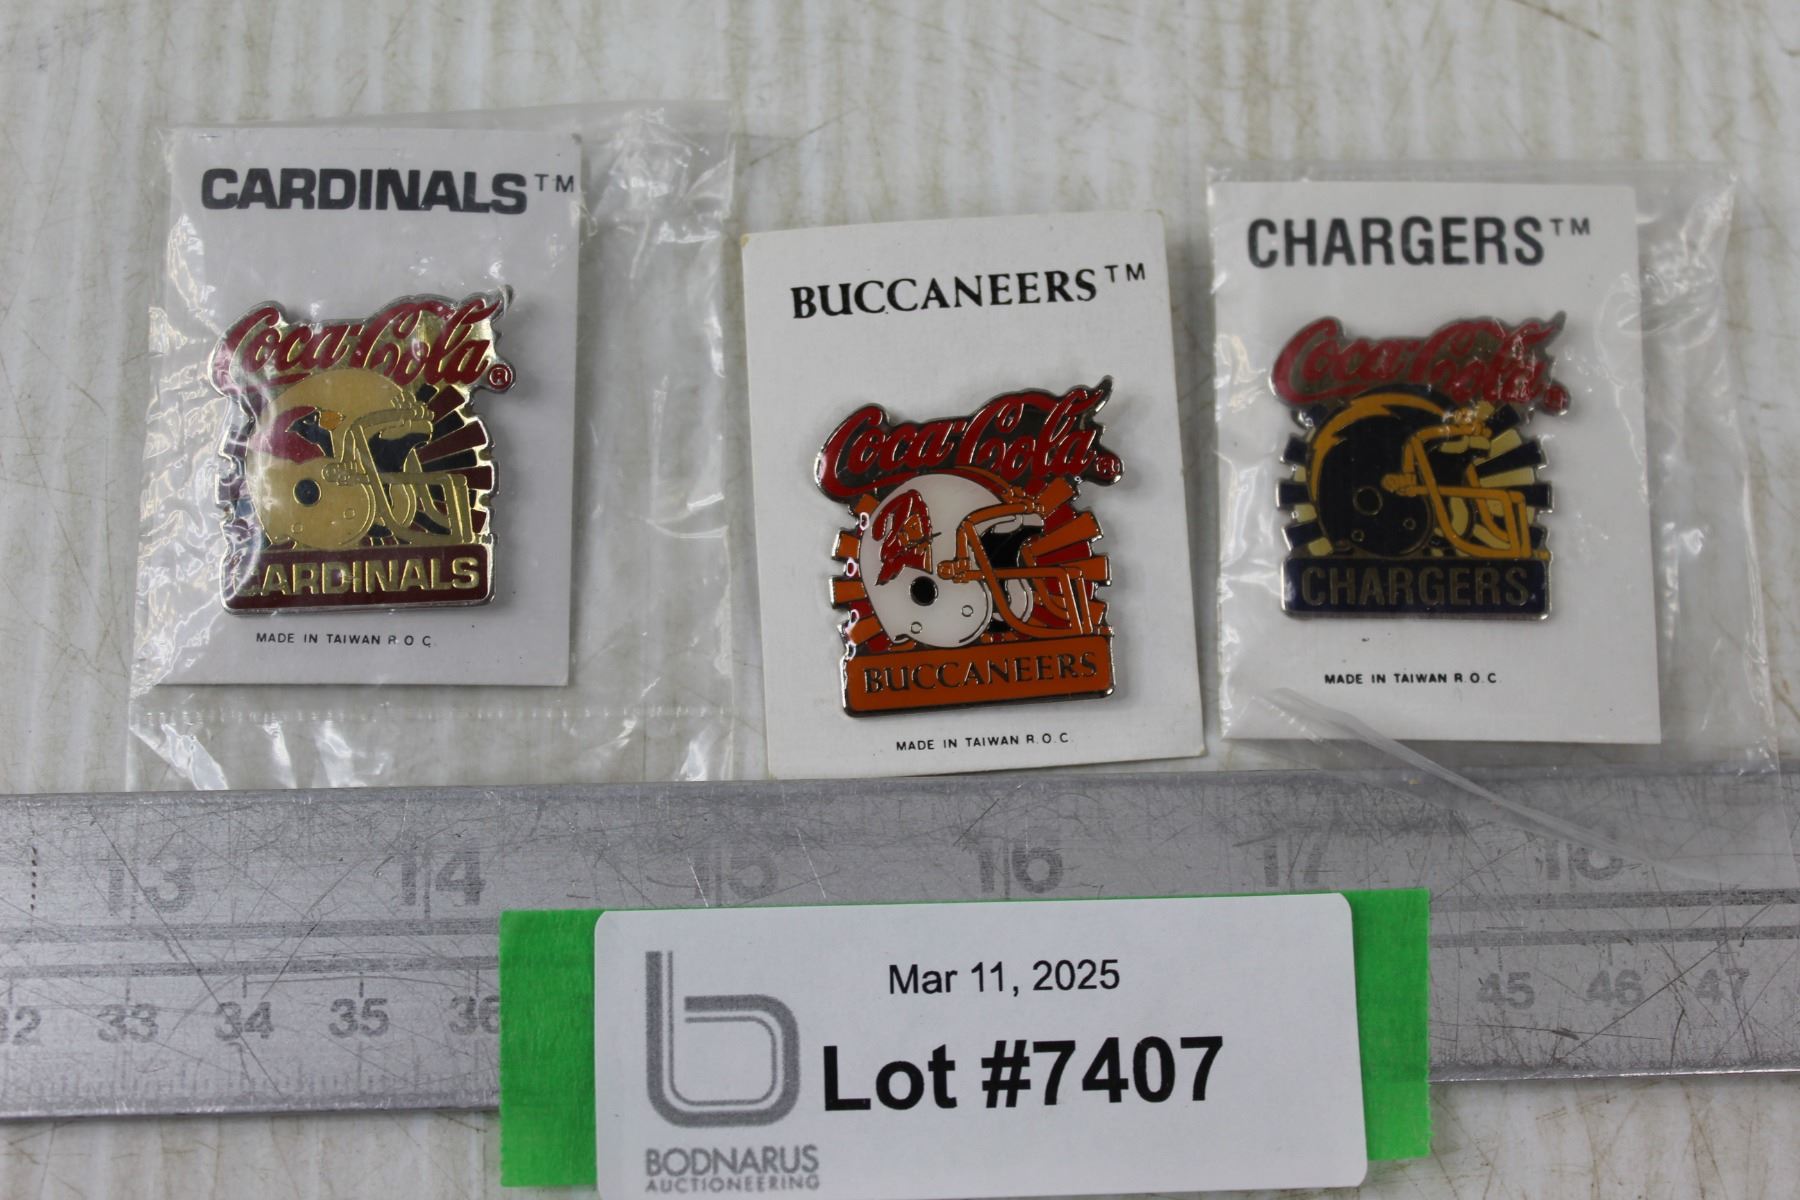 CARDINALS™
Coca-Cola®
CARDINALS
MADE IN TAIWAN R.O.C.
BUCCANEERS™
Coca-Cola®
BUCCANEERS
MADE IN TAIWAN R.O.C.
CHARGERS™
Coca-Cola®
CHARGERS
MADE IN TAIWAN R.O.C.
13 14 15 16 17 18
32 33 34 35 36 45 46 47
Mar 11, 2025
Lot #7407
BODNARUS
AUCTIONEERING